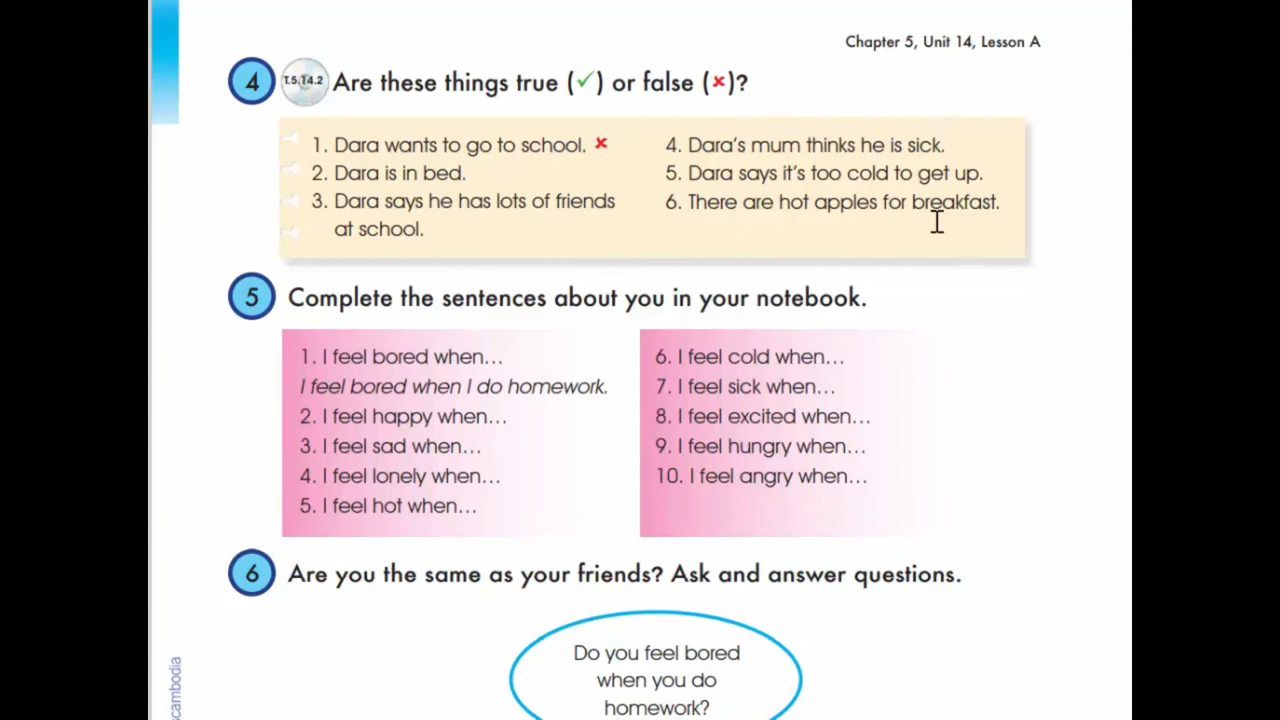 Chapter 5, Unit 14, Lesson A
4 T.5.14.2 Are these things true (✓) or false (✘)?
1. Dara wants to go to school. ✘
2. Dara is in bed.
3. Dara says he has lots of friends
at school.
4. Dara's mum thinks he is sick.
5. Dara says it's too cold to get up.
6. There are hot apples for breakfast.
5 Complete the sentences about you in your notebook.
1. I feel bored when...
I feel bored when I do homework.
2. I feel happy when...
3. I feel sad when...
4. I feel lonely when...
5. I feel hot when...
6. I feel cold when...
7. I feel sick when...
8. I feel excited when...
9. I feel hungry when...
10. I feel angry when...
6 Are you the same as your friends? Ask and answer questions.
Do you feel bored
when you do
homework?
scambodia